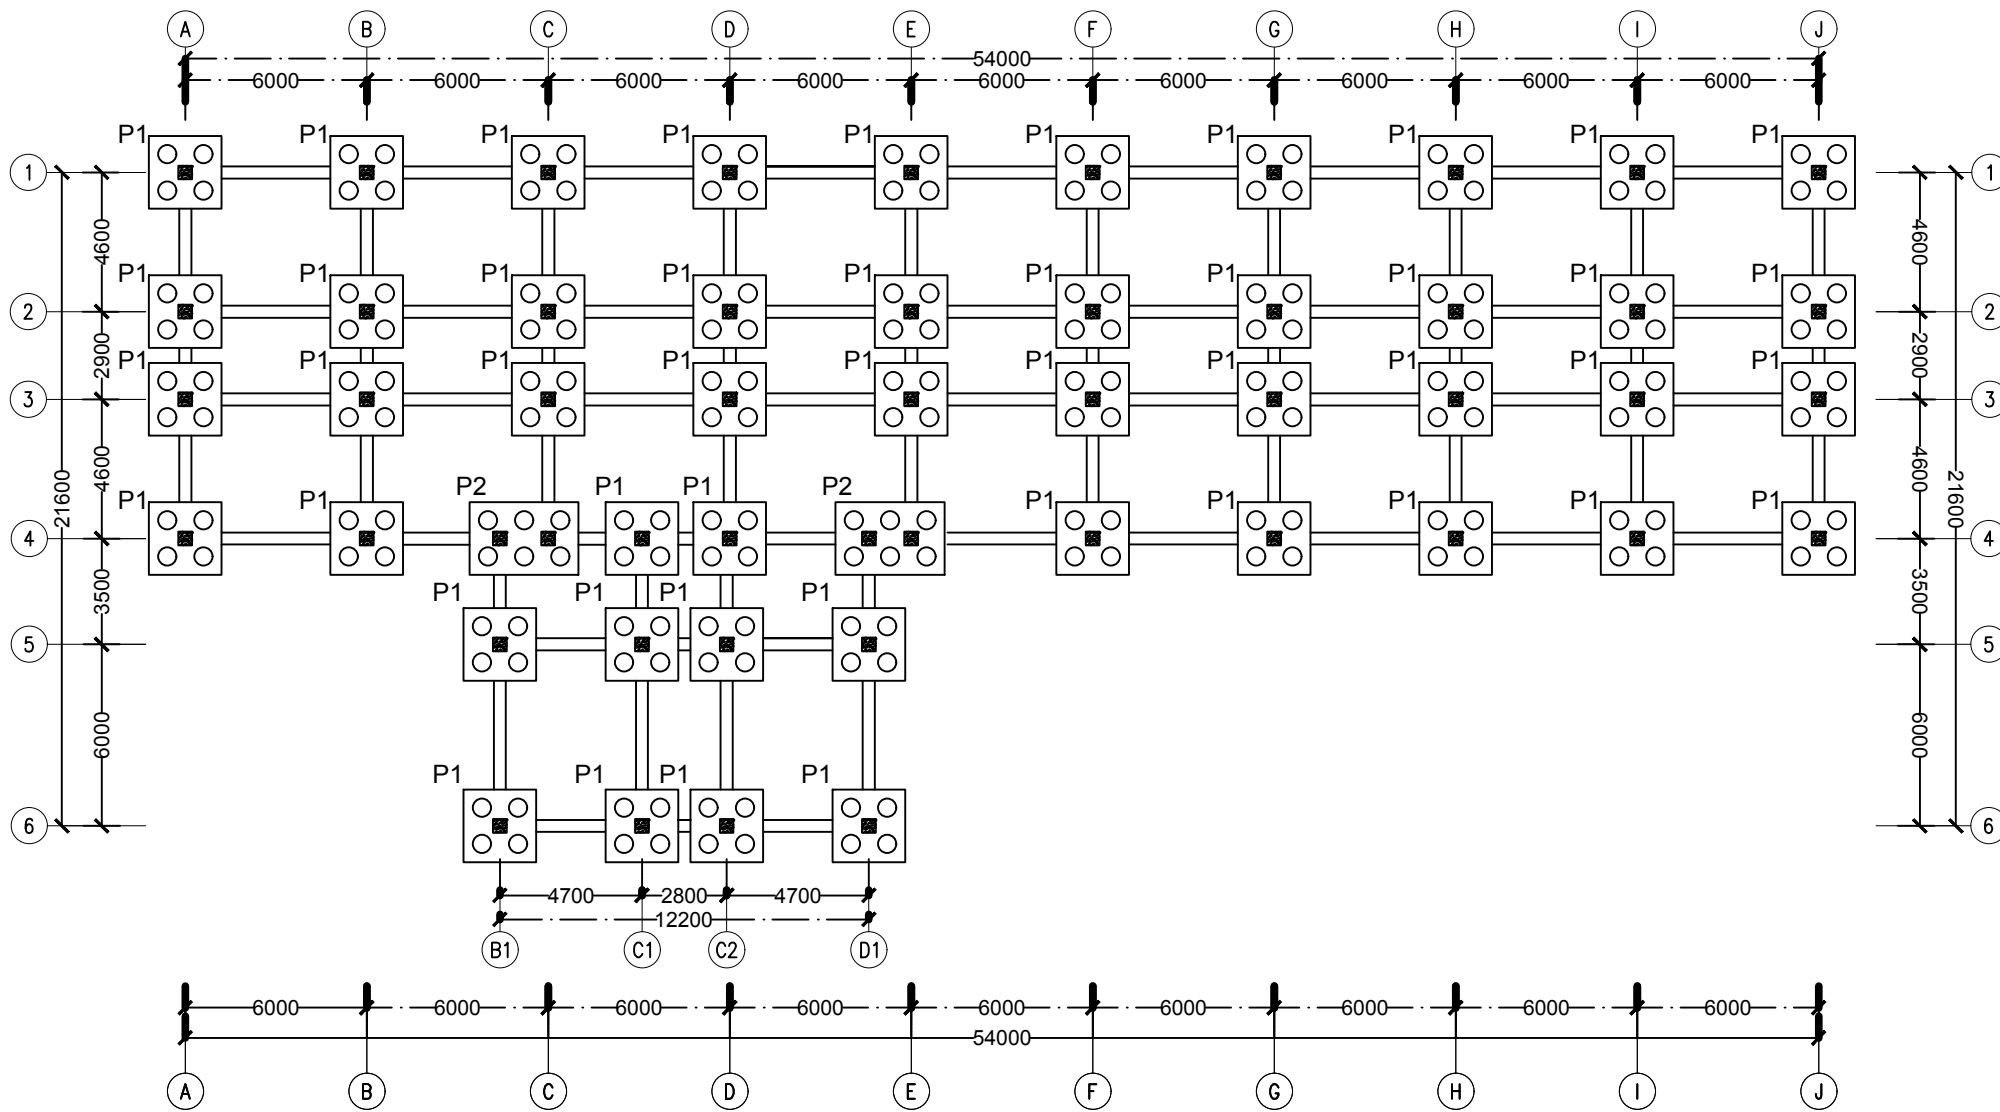 A B C D E F G H I J
54000
6000 6000 6000 6000 6000 6000 6000 6000 6000
P1 P1 P1 P1 P1 P1 P1 P1 P1 P1
1 1
4600 4600
P1 P1 P1 P1 P1 P1 P1 P1 P1 P1
2 2
2900 2900
P1 P1 P1 P1 P1 P1 P1 P1 P1 P1
3 3
21600 4600 4600 21600
P1 P1 P2 P1 P1 P2 P1 P1 P1 P1 P1
4 4
3500 3500
P1 P1 P1 P1
5 5
6000 6000
P1 P1 P1 P1
6 6
4700 2800 4700
12200
B1 C1 C2 D1
6000 6000 6000 6000 6000 6000 6000 6000 6000
54000
A B C D E F G H I J